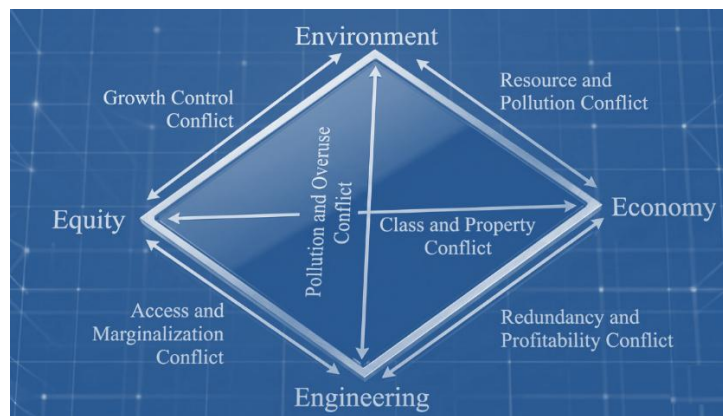 Environment
Growth Control
Conflict
Resource and
Pollution Conflict
Pollution and Overuse
Conflict
Equity
Economy
Class and Property
Conflict
Access and
Marginalization
Conflict
Redundancy and
Profitability Conflict
Engineering